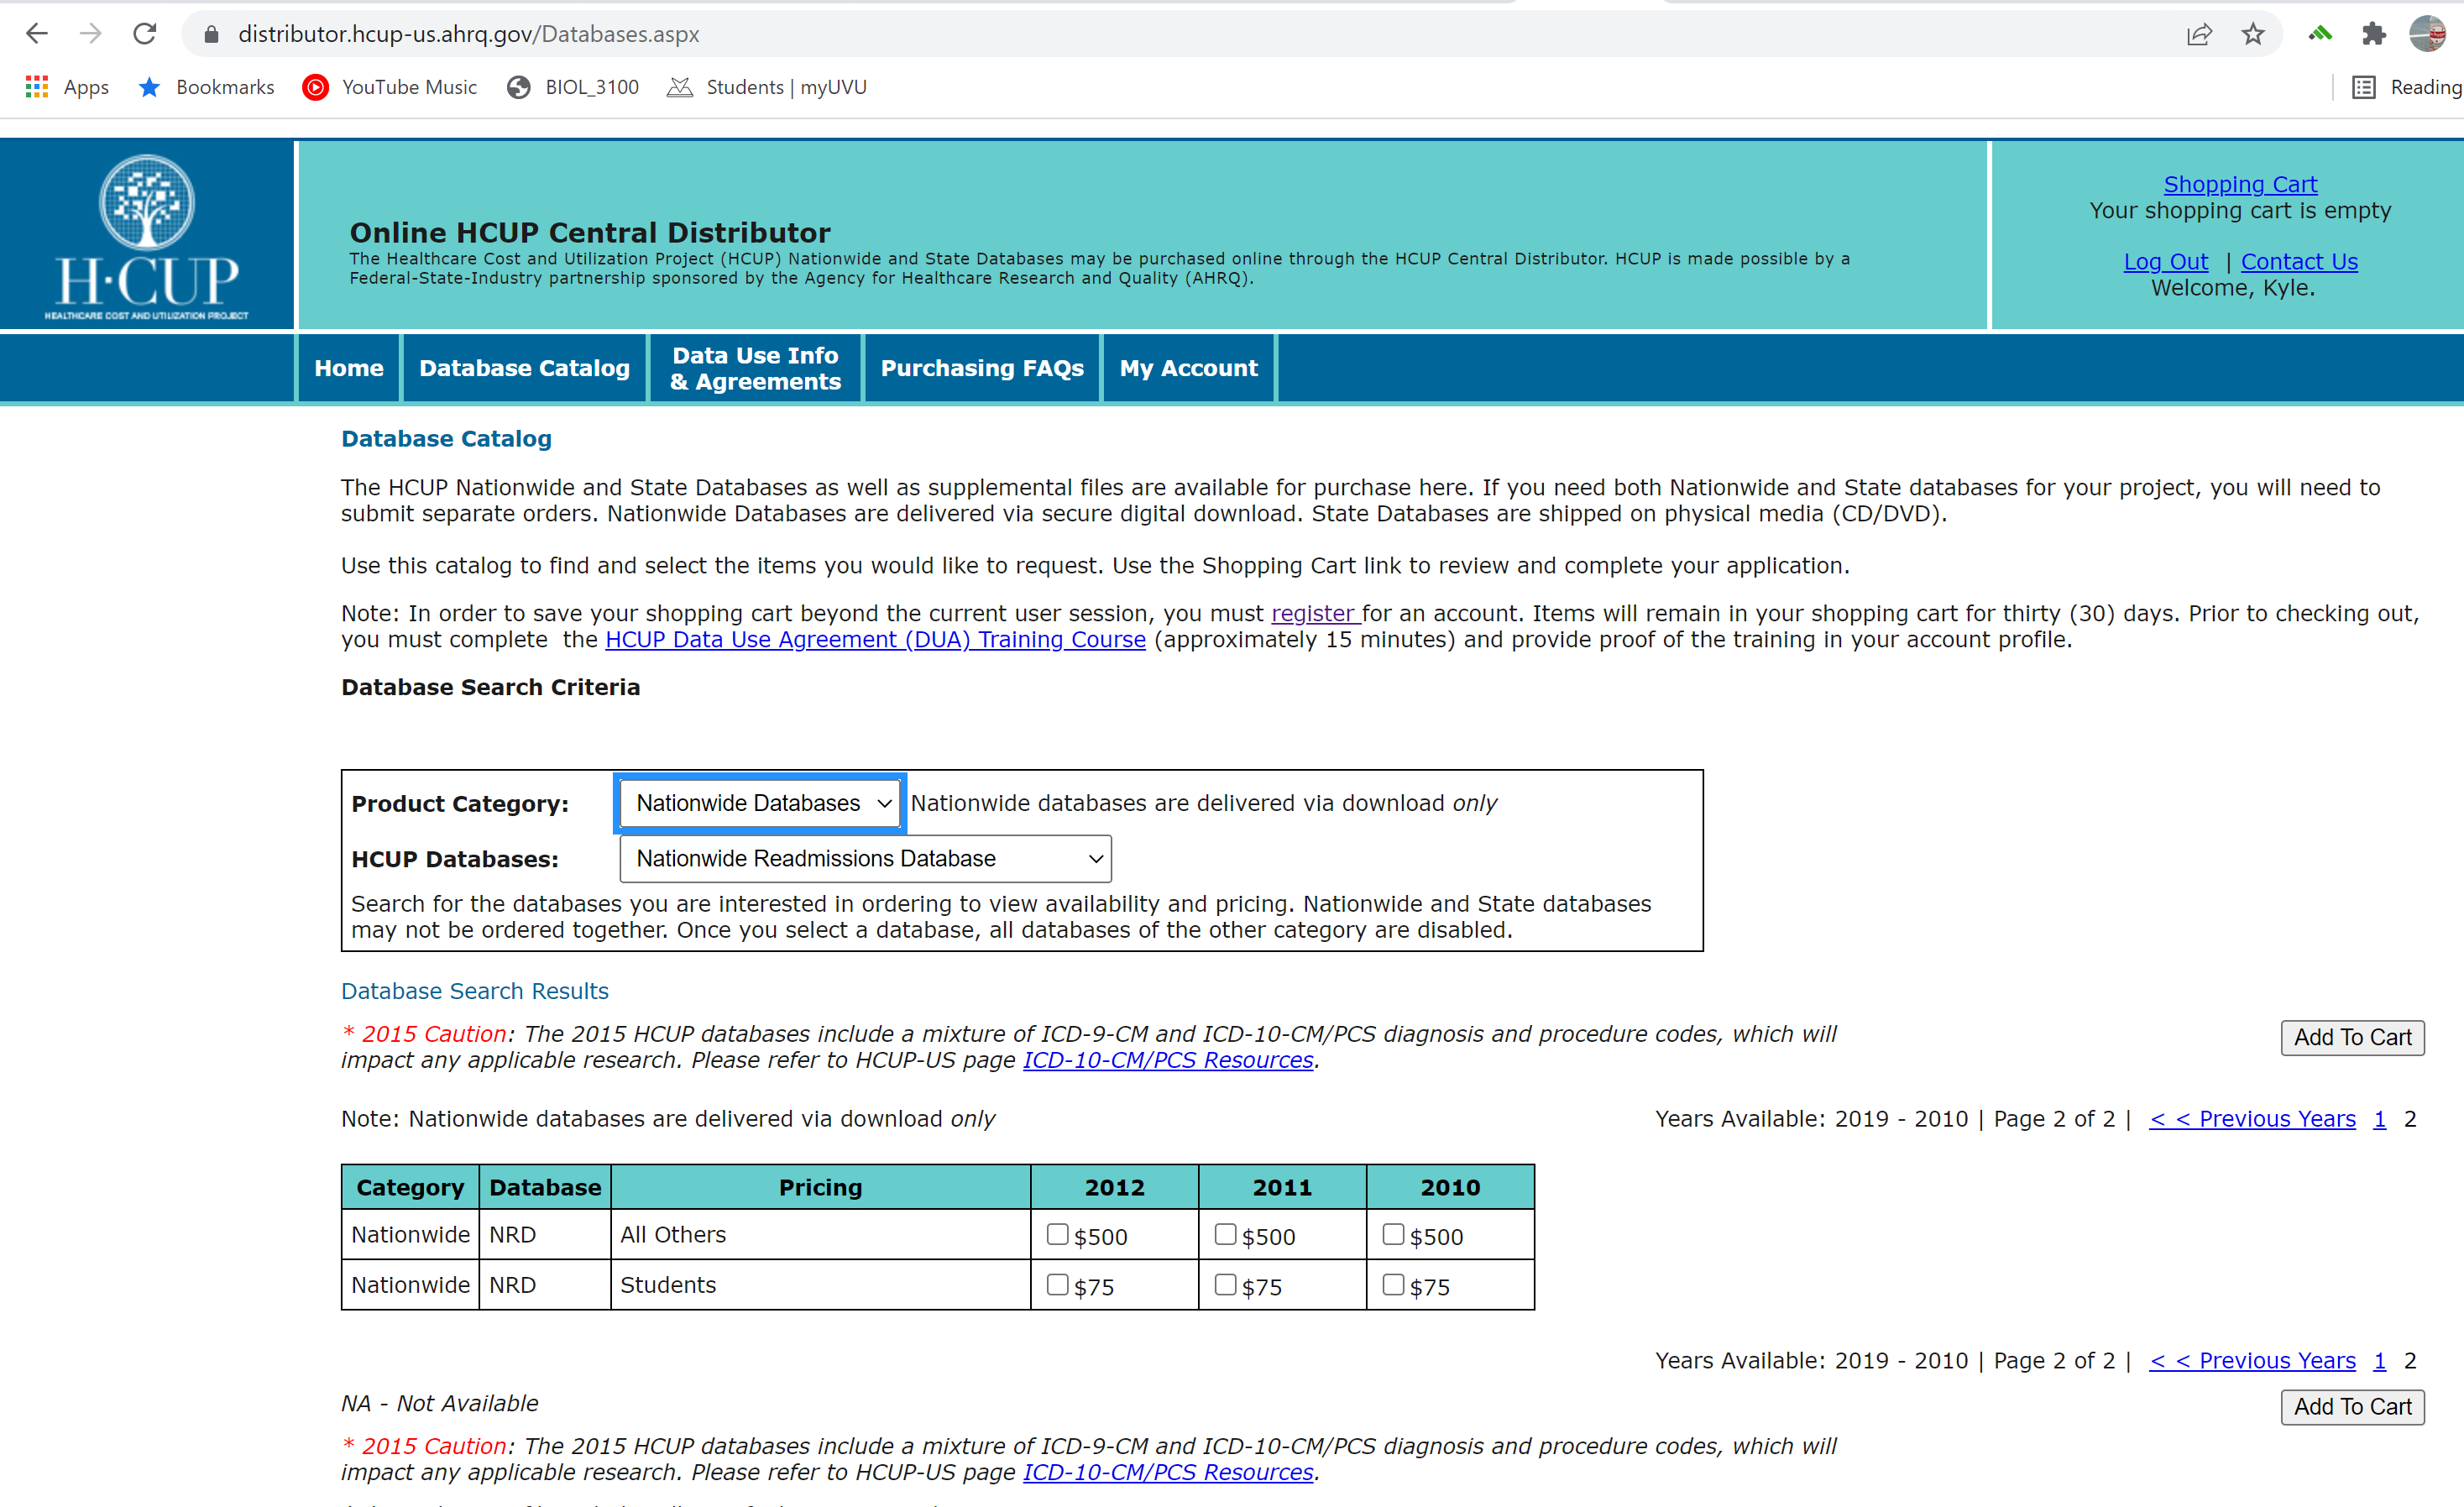 distributor.hcup-us.ahrq.gov/Databases.aspx
Apps Bookmarks YouTube Music BIOL_3100 Students | myUVU Reading
H·CUP
HEALTHCARE COST AND UTILIZATION PROJECT
Online HCUP Central Distributor
The Healthcare Cost and Utilization Project (HCUP) Nationwide and State Databases may be purchased online through the HCUP Central Distributor. HCUP is made possible by a
Federal-State-Industry partnership sponsored by the Agency for Healthcare Research and Quality (AHRQ).
Shopping Cart
Your shopping cart is empty
Log Out | Contact Us
Welcome, Kyle.
Home Database Catalog Data Use Info & Agreements Purchasing FAQs My Account
Database Catalog
The HCUP Nationwide and State Databases as well as supplemental files are available for purchase here. If you need both Nationwide and State databases for your project, you will need to
submit separate orders. Nationwide Databases are delivered via secure digital download. State Databases are shipped on physical media (CD/DVD).
Use this catalog to find and select the items you would like to request. Use the Shopping Cart link to review and complete your application.
Note: In order to save your shopping cart beyond the current user session, you must register for an account. Items will remain in your shopping cart for thirty (30) days. Prior to checking out,
you must complete the HCUP Data Use Agreement (DUA) Training Course (approximately 15 minutes) and provide proof of the training in your account profile.
Database Search Criteria
Product Category: Nationwide Databases Nationwide databases are delivered via download only
HCUP Databases: Nationwide Readmissions Database
Search for the databases you are interested in ordering to view availability and pricing. Nationwide and State databases
may not be ordered together. Once you select a database, all databases of the other category are disabled.
Database Search Results
* 2015 Caution: The 2015 HCUP databases include a mixture of ICD-9-CM and ICD-10-CM/PCS diagnosis and procedure codes, which will
impact any applicable research. Please refer to HCUP-US page ICD-10-CM/PCS Resources.
Add To Cart
Note: Nationwide databases are delivered via download only
Years Available: 2019 - 2010 | Page 2 of 2 | < < Previous Years 1 2
Category Database Pricing 2012 2011 2010
Nationwide NRD All Others $500 $500 $500
Nationwide NRD Students $75 $75 $75
Years Available: 2019 - 2010 | Page 2 of 2 | < < Previous Years 1 2
NA - Not Available
Add To Cart
* 2015 Caution: The 2015 HCUP databases include a mixture of ICD-9-CM and ICD-10-CM/PCS diagnosis and procedure codes, which will
impact any applicable research. Please refer to HCUP-US page ICD-10-CM/PCS Resources.